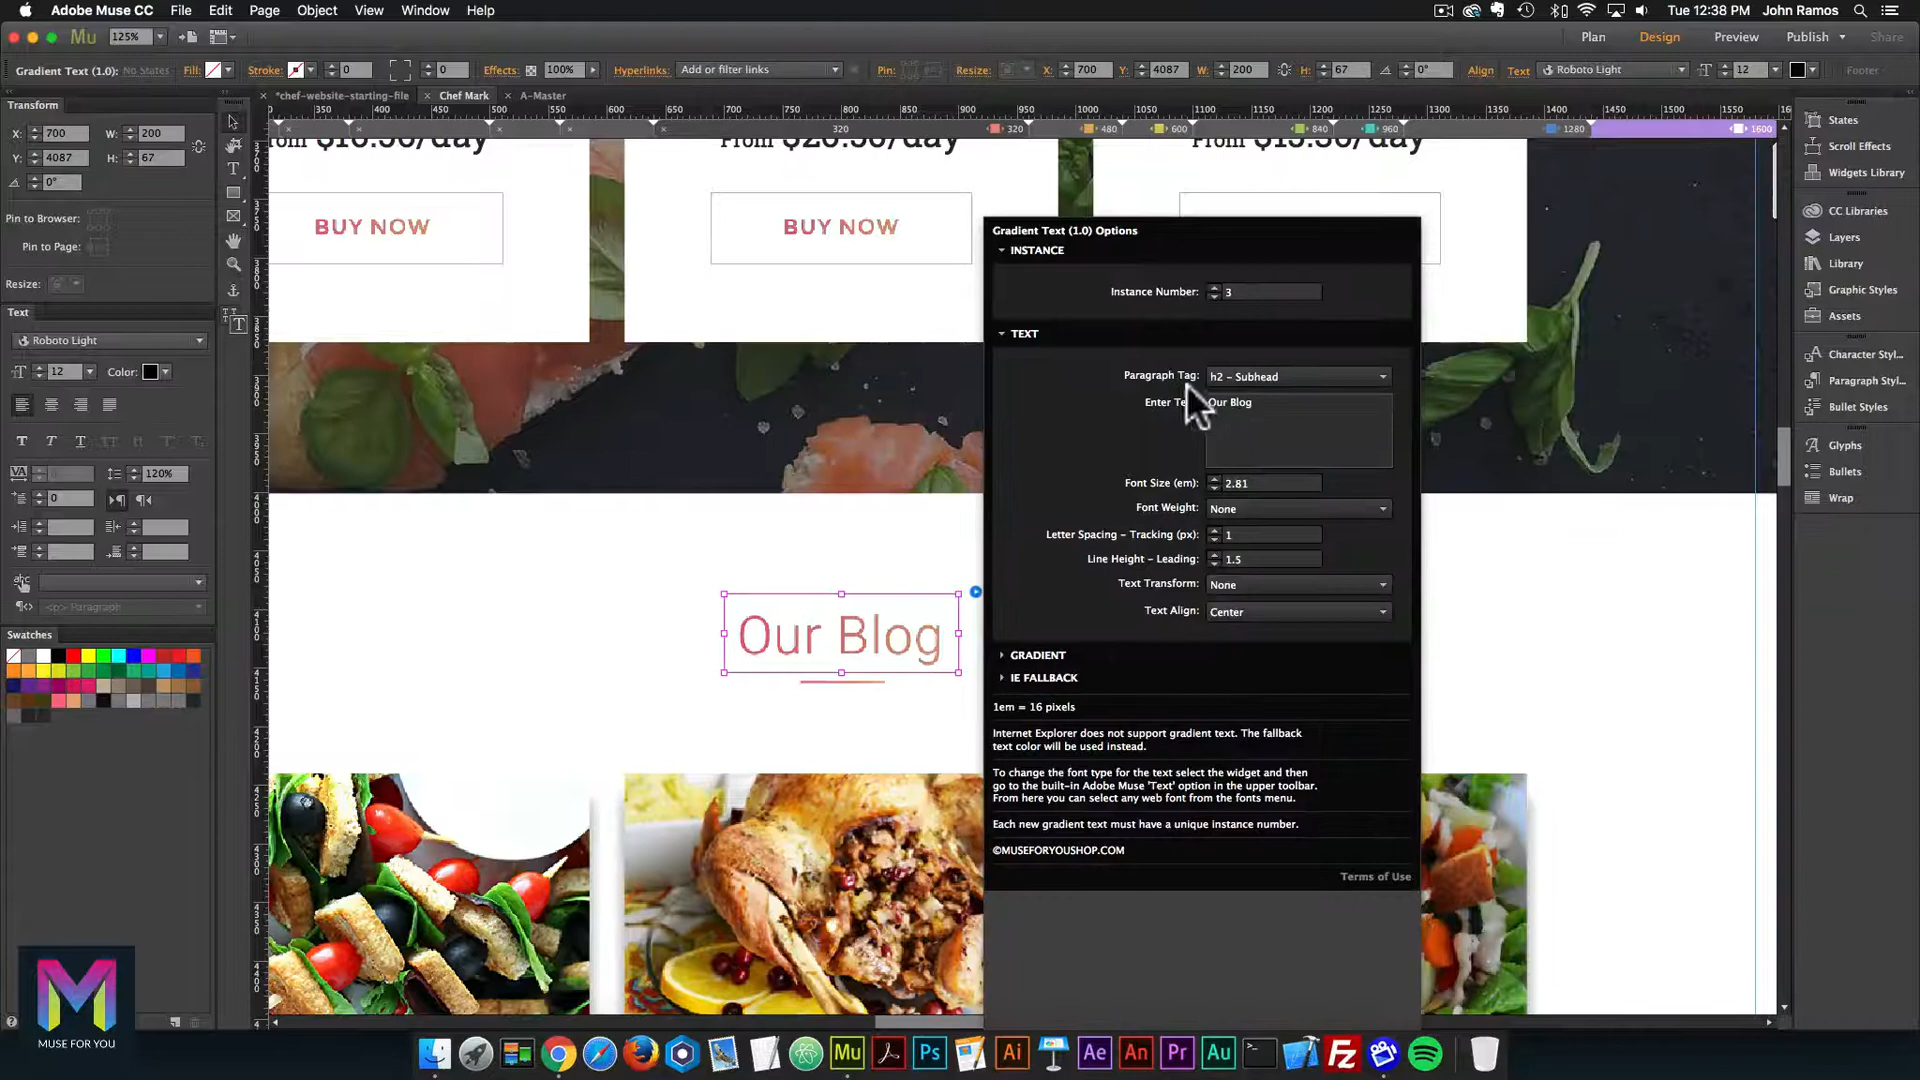 Adobe Muse CC File Edit Page Object View Window Help Tue 12:38 PM John Ramos
Mu 125% Plan Design Preview Publish Share
Gradient Text (1.0) No States Fill: Stroke: 0 0 Effects: 100% Hyperlinks: Add or filter links Pin: Resize: X: 700 Y: 4087 W: 200 H: 67 0° Align Text Roboto Light 12 Footer
*chef-website-starting-file Chef Mark A-Master
Transform
X: 700 W: 200
Y: 4087 H: 67
0°
Pin to Browser:
Pin to Page:
Resize:
Text
Roboto Light
12 Color:
120%
0
<p> Paragraph
Swatches
350 400 450 500 550 600 650 700 750 800 850 900 950 1000 1050 1100 1150 1200 1250 1300 1350 1400 1450 1500 1550
320 320 480 600 840 960 1280 1600
From
BUY NOW
BUY NOW
Our Blog
Gradient Text (1.0) Options
INSTANCE
Instance Number: 3
TEXT
Paragraph Tag: h2 - Subhead
Enter Te Our Blog
Font Size (em): 2.81
Font Weight: None
Letter Spacing - Tracking (px): 1
Line Height - Leading: 1.5
Text Transform: None
Text Align: Center
GRADIENT
IE FALLBACK
1em = 16 pixels
Internet Explorer does not support gradient text. The fallback
text color will be used instead.
To change the font type for the text select the widget and then
go to the built-in Adobe Muse 'Text' option in the upper toolbar.
From here you can select any web font from the fonts menu.
Each new gradient text must have a unique instance number.
©MUSEFORYOUSHOP.COM
Terms of Use
States
Scroll Effects
Widgets Library
CC Libraries
Layers
Library
Graphic Styles
Assets
Character Styl...
Paragraph Styl...
Bullet Styles
Glyphs
Bullets
Wrap
MUSE FOR YOU
Mu Ps Ai Ae An Pr Au Fz